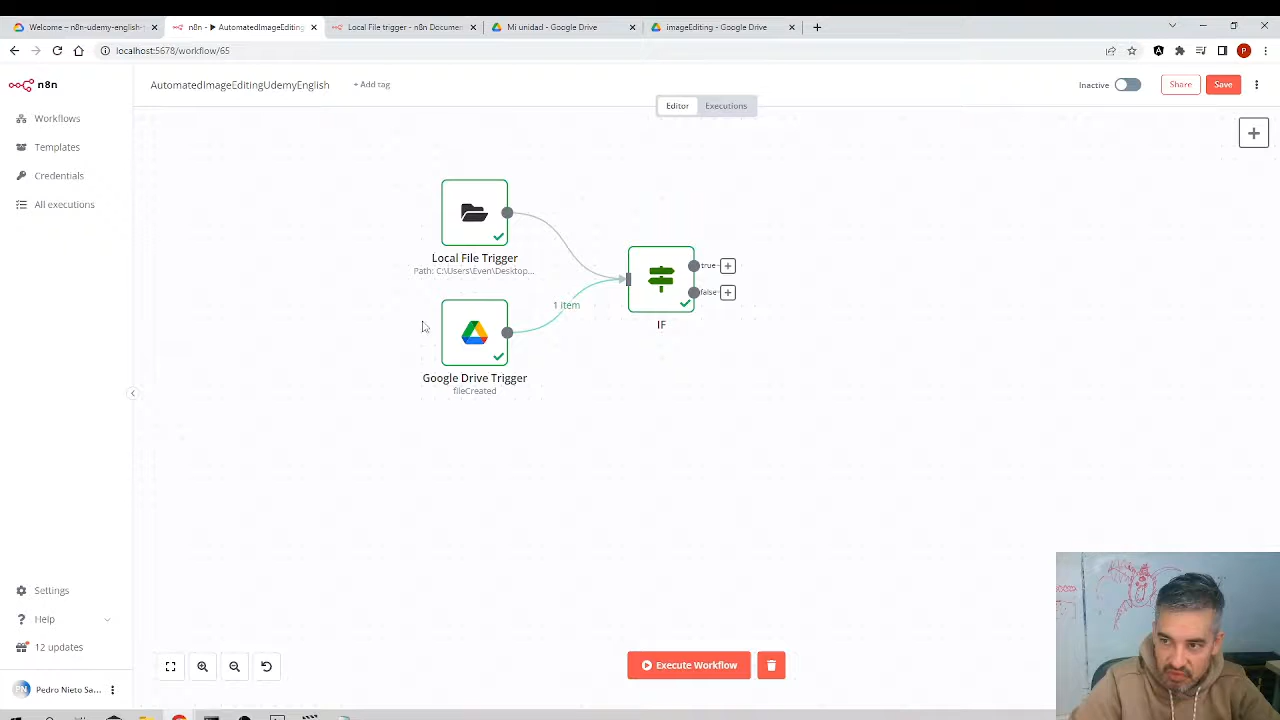 Welcome – n8n-udemy-english-
n8n - ▶ AutomatedImageEditing
Local File trigger - n8n Documen
Mi unidad - Google Drive
imageEditing - Google Drive
localhost:5678/workflow/65
P
n8n
AutomatedImageEditingUdemyEnglish
+ Add tag
Inactive
Share
Save
Editor
Executions
Workflows
Templates
Credentials
All executions
Local File Trigger
Path: C:\Users\Even\Desktop...
1 item
Google Drive Trigger
fileCreated
true
false
IF
Settings
Help
12 updates
PN
Pedro Nieto Sa...
Execute Workflow